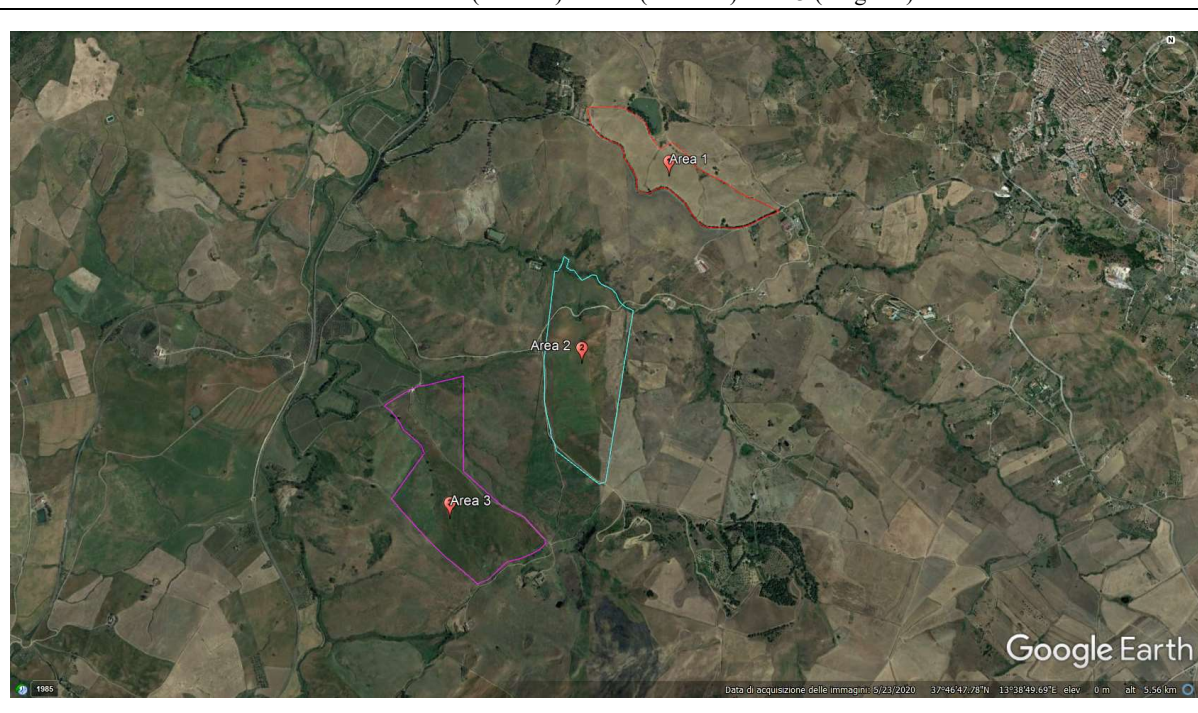 Area 1
Area 2
2
Area 3
Google Earth
1985
Data di acquisizione delle immagini: 5/23/2020 37°46'47.78"N 13°38'49.69"E elev 0 m alt 5.56 km
N